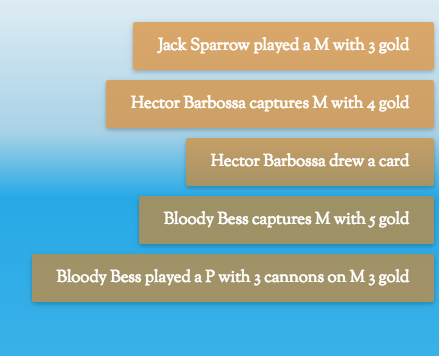 Jack Sparrow played a M with 3 gold
Hector Barbossa captures M with 4 gold
Hector Barbossa drew a card
Bloody Bess captures M with 5 gold
Bloody Bess played a P with 3 cannons on M 3 gold